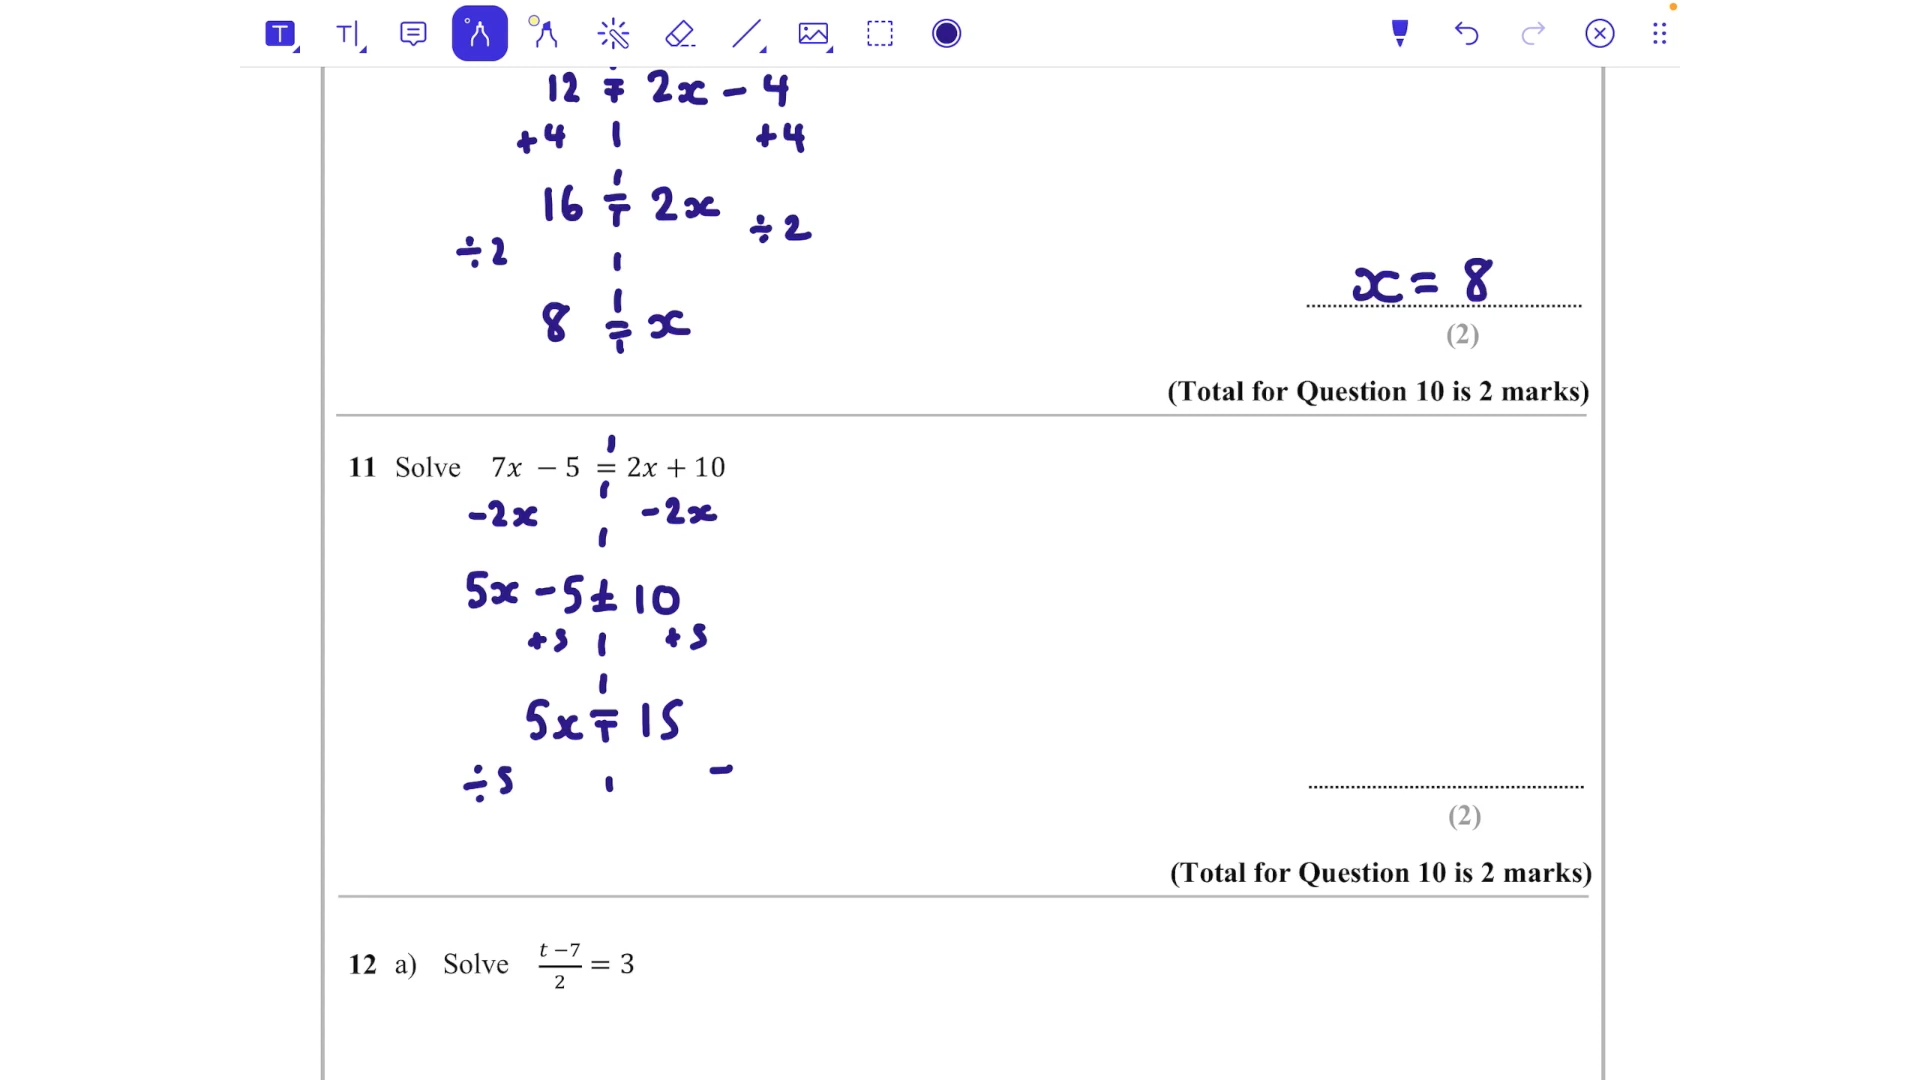 12 = 2x - 4
+4 +4
16 = 2x
÷2 ÷2
8 = x
x = 8
(2)
(Total for Question 10 is 2 marks)
11 Solve 7x − 5 = 2x + 10
-2x -2x
5x - 5 = 10
+5 +5
5x = 15
÷5 -
(2)
(Total for Question 10 is 2 marks)
12 a) Solve (t −7)/2 = 3